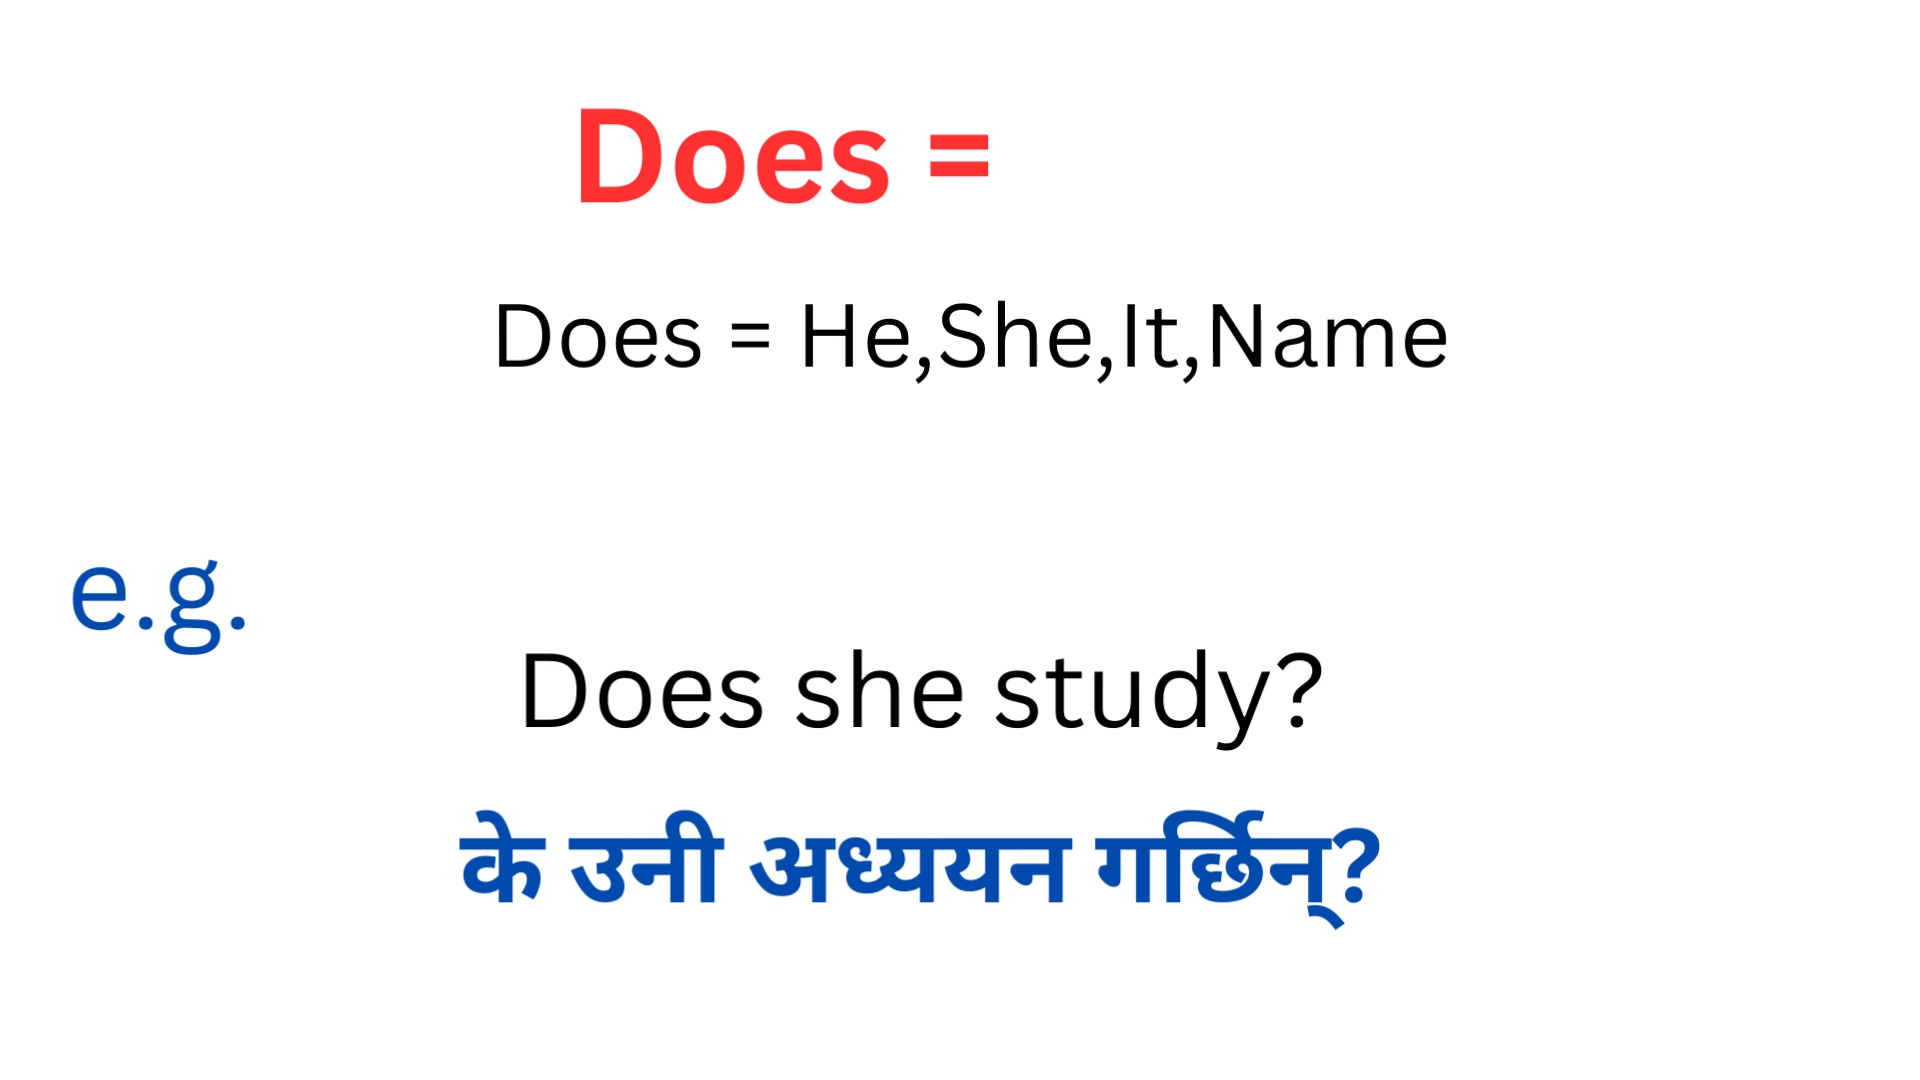 Does =
Does = He,She,It,Name
e.g.
Does she study?
के उनी अध्ययन गर्छिन्?